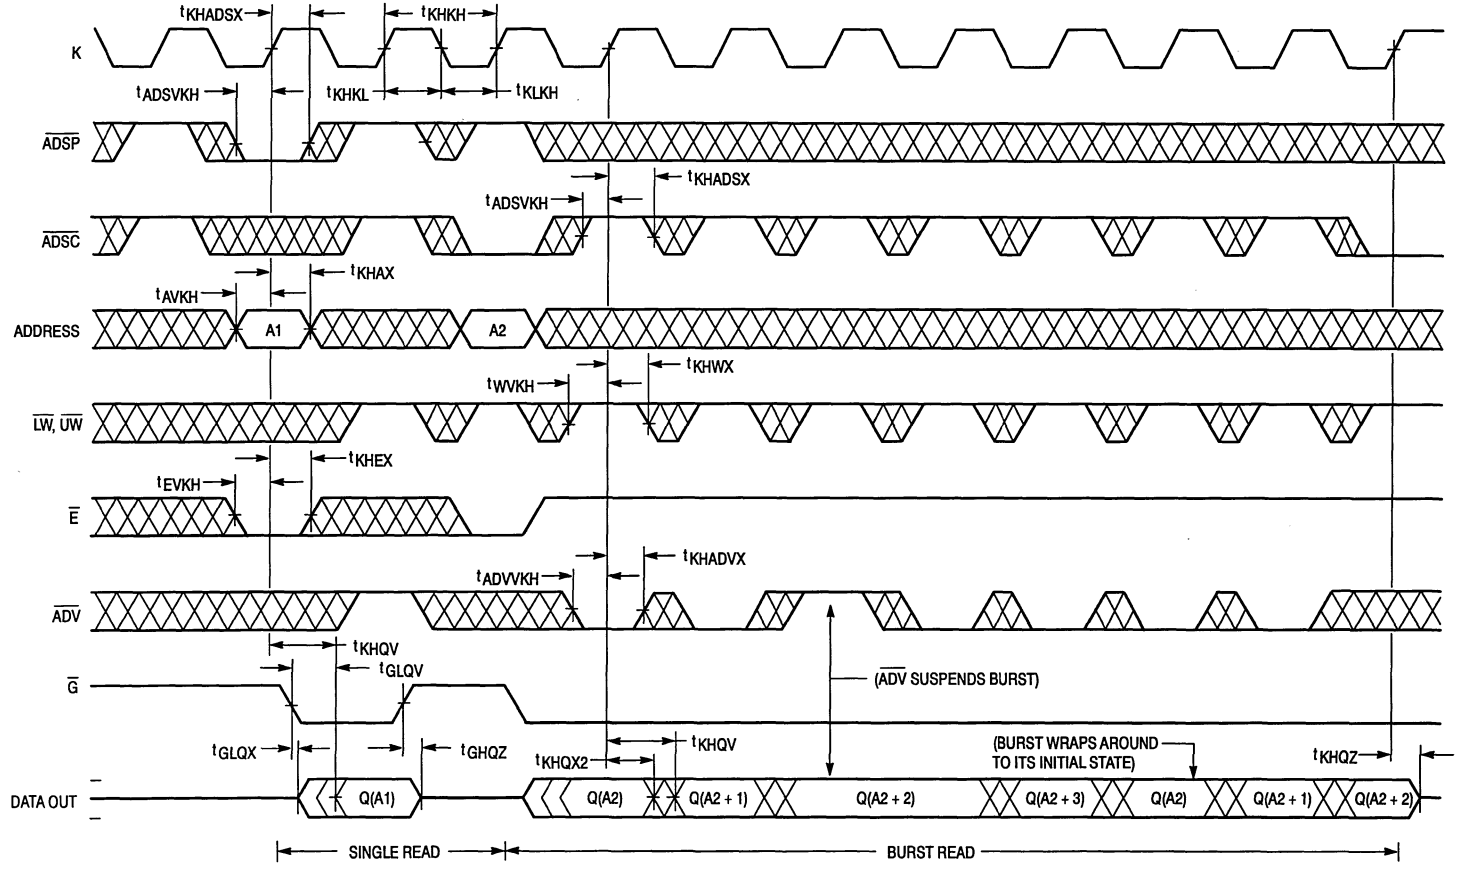 tKHADSX
tKHKH
K
tADSVKH
tKHKL
tKLKH
ADSP
tKHADSX
tADSVKH
ADSC
tKHAX
tAVKH
ADDRESS
A1
A2
tKHWX
tWVKH
LW, UW
tKHEX
tEVKH
E
tKHADVX
tADVVKH
ADV
tKHQV
tGLQV
G
(ADV SUSPENDS BURST)
tGLQX
tGHQZ
tKHQV
tKHQX2
(BURST WRAPS AROUND
TO ITS INITIAL STATE)
tKHQZ
DATA OUT
Q(A1)
Q(A2)
Q(A2 + 1)
Q(A2 + 2)
Q(A2 + 3)
Q(A2)
Q(A2 + 1)
Q(A2 + 2)
SINGLE READ
BURST READ